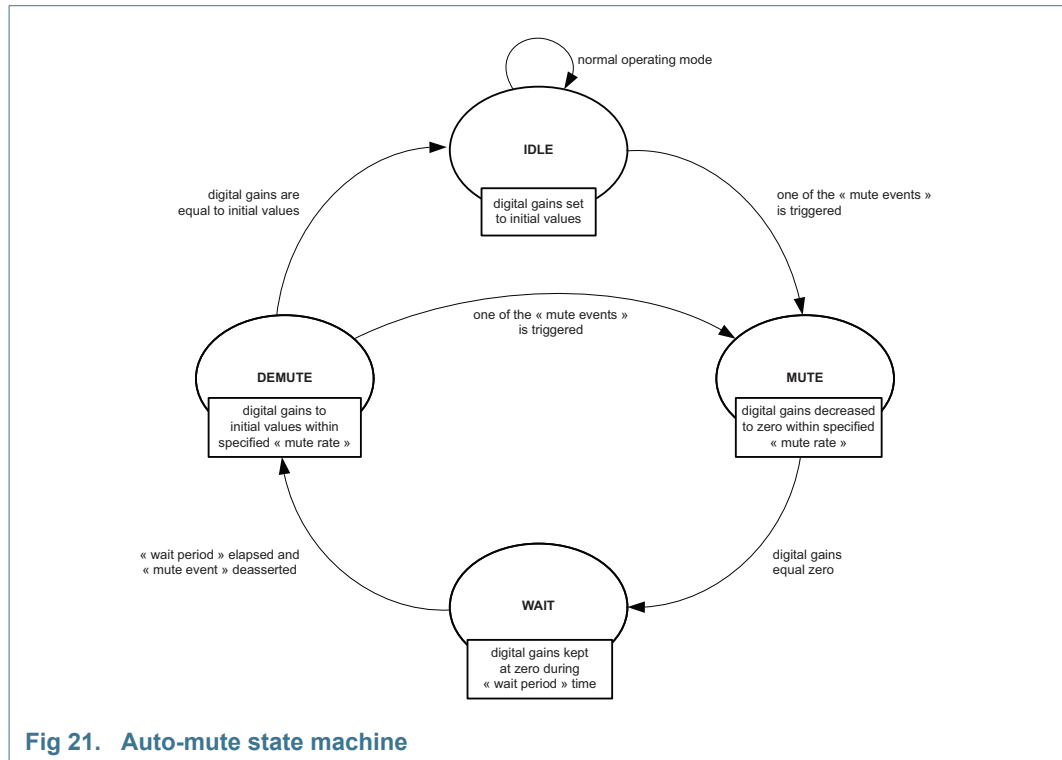 normal operating mode
IDLE
digital gains set
to initial values
digital gains are
equal to initial values
one of the « mute events »
is triggered
one of the « mute events »
is triggered
DEMUTE
digital gains to
initial values within
specified « mute rate »
MUTE
digital gains decreased
to zero within specified
« mute rate »
« wait period » elapsed and
« mute event » deasserted
digital gains
equal zero
WAIT
digital gains kept
at zero during
« wait period » time
Fig 21. Auto-mute state machine